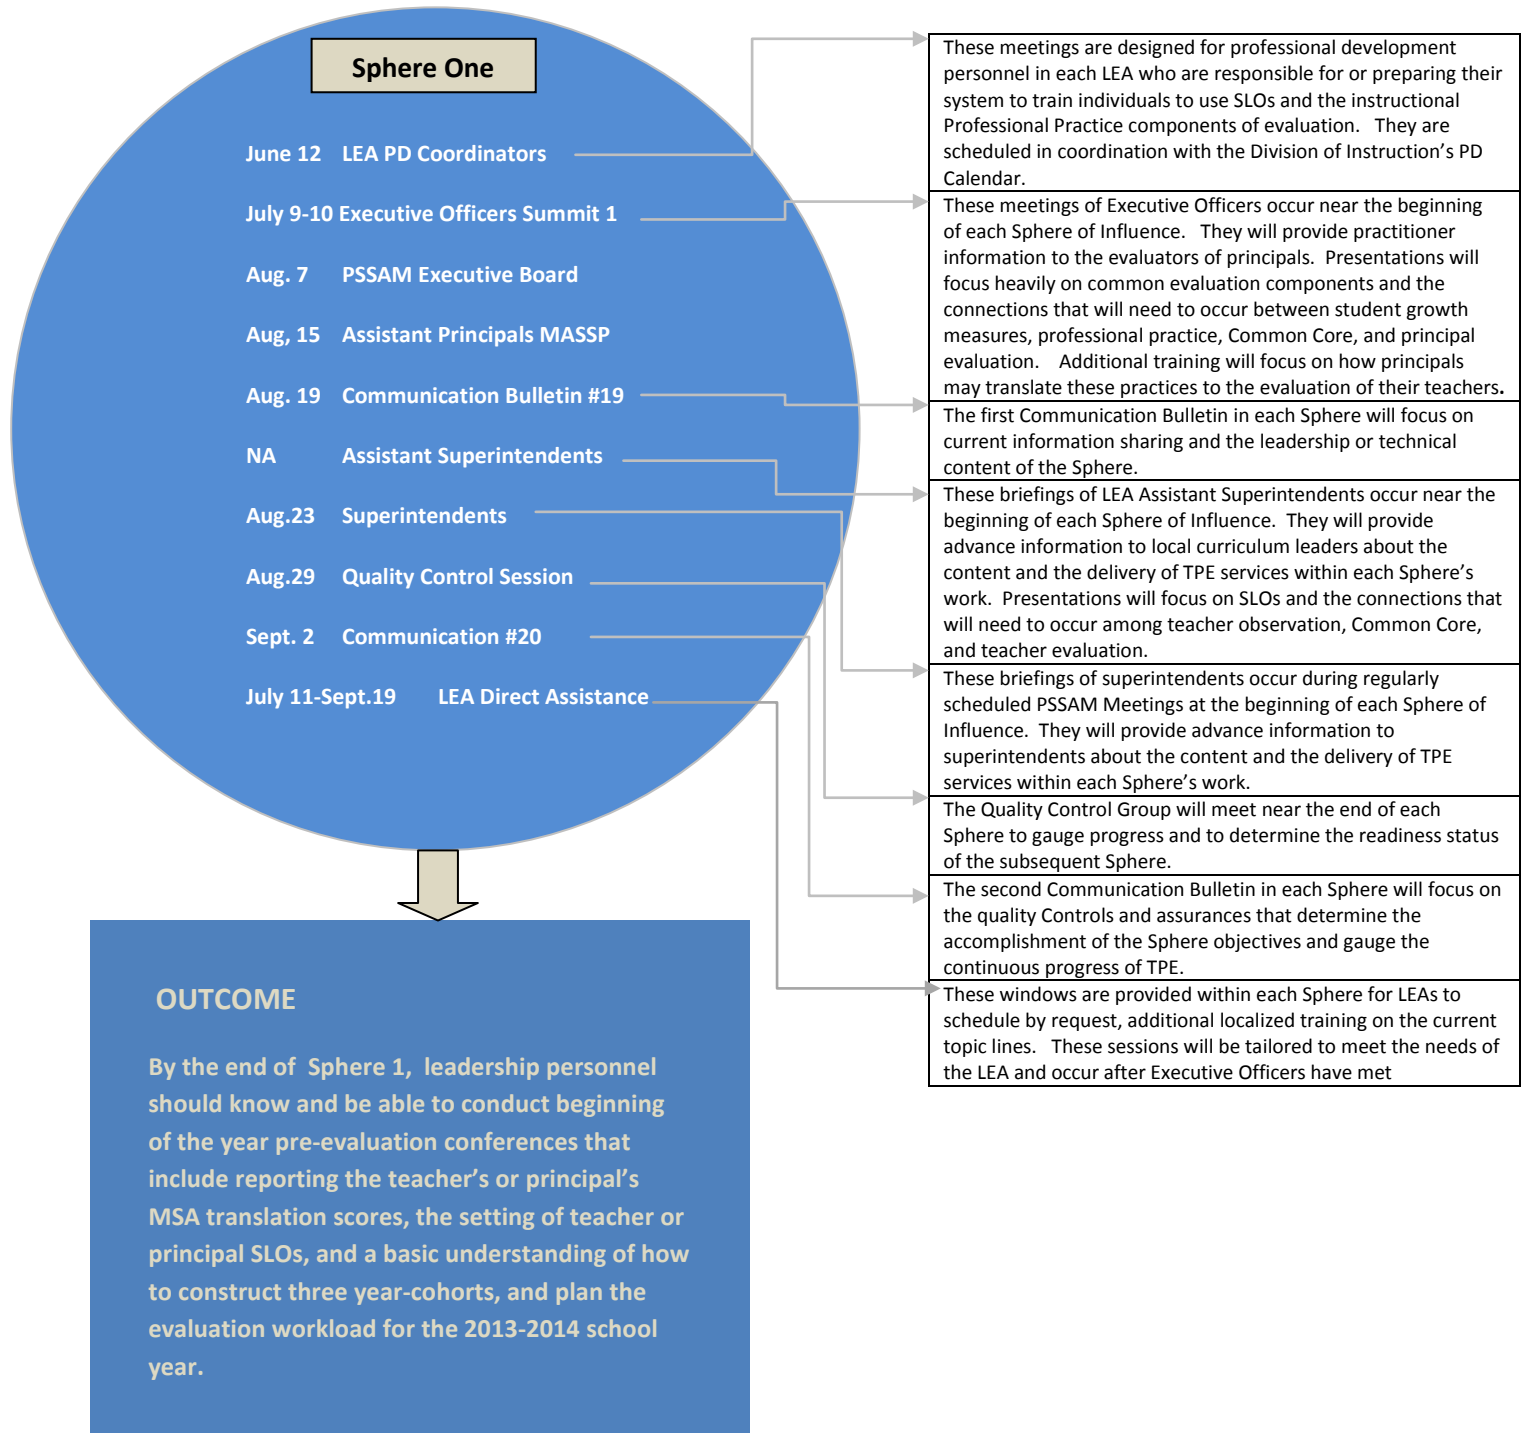 Sphere One
June 12 LEA PD Coordinators
July 9-10 Executive Officers Summit 1
Aug. 7 PSSAM Executive Board
Aug, 15 Assistant Principals MASSP
Aug. 19 Communication Bulletin #19
NA Assistant Superintendents
Aug.23 Superintendents
Aug.29 Quality Control Session
Sept. 2 Communication #20
July 11-Sept.19 LEA Direct Assistance
OUTCOME
By the end of Sphere 1, leadership personnel
should know and be able to conduct beginning
of the year pre-evaluation conferences that
include reporting the teacher’s or principal’s
MSA translation scores, the setting of teacher or
principal SLOs, and a basic understanding of how
to construct three year-cohorts, and plan the
evaluation workload for the 2013-2014 school
year.
These meetings are designed for professional development
personnel in each LEA who are responsible for or preparing their
system to train individuals to use SLOs and the instructional
Professional Practice components of evaluation. They are
scheduled in coordination with the Division of Instruction’s PD
Calendar.
These meetings of Executive Officers occur near the beginning
of each Sphere of Influence. They will provide practitioner
information to the evaluators of principals. Presentations will
focus heavily on common evaluation components and the
connections that will need to occur between student growth
measures, professional practice, Common Core, and principal
evaluation. Additional training will focus on how principals
may translate these practices to the evaluation of their teachers.
The first Communication Bulletin in each Sphere will focus on
current information sharing and the leadership or technical
content of the Sphere.
These briefings of LEA Assistant Superintendents occur near the
beginning of each Sphere of Influence. They will provide
advance information to local curriculum leaders about the
content and the delivery of TPE services within each Sphere’s
work. Presentations will focus on SLOs and the connections that
will need to occur among teacher observation, Common Core,
and teacher evaluation.
These briefings of superintendents occur during regularly
scheduled PSSAM Meetings at the beginning of each Sphere of
Influence. They will provide advance information to
superintendents about the content and the delivery of TPE
services within each Sphere’s work.
The Quality Control Group will meet near the end of each
Sphere to gauge progress and to determine the readiness status
of the subsequent Sphere.
The second Communication Bulletin in each Sphere will focus on
the quality Controls and assurances that determine the
accomplishment of the Sphere objectives and gauge the
continuous progress of TPE.
These windows are provided within each Sphere for LEAs to
schedule by request, additional localized training on the current
topic lines. These sessions will be tailored to meet the needs of
the LEA and occur after Executive Officers have met